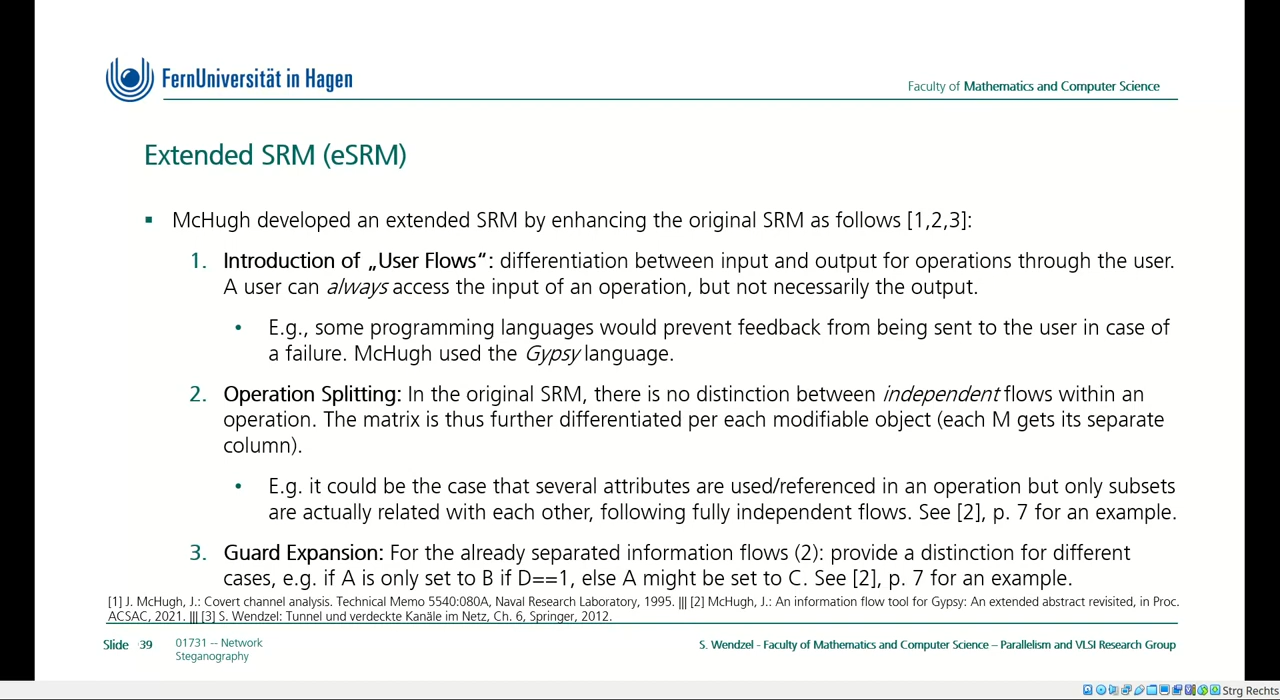 FernUniversität in Hagen
Faculty of Mathematics and Computer Science
Extended SRM (eSRM)
▪ McHugh developed an extended SRM by enhancing the original SRM as follows [1,2,3]:
1. Introduction of „User Flows“: differentiation between input and output for operations through the user.
A user can always access the input of an operation, but not necessarily the output.
• E.g., some programming languages would prevent feedback from being sent to the user in case of
a failure. McHugh used the Gypsy language.
2. Operation Splitting: In the original SRM, there is no distinction between independent flows within an
operation. The matrix is thus further differentiated per each modifiable object (each M gets its separate
column).
• E.g. it could be the case that several attributes are used/referenced in an operation but only subsets
are actually related with each other, following fully independent flows. See [2], p. 7 for an example.
3. Guard Expansion: For the already separated information flows (2): provide a distinction for different
cases, e.g. if A is only set to B if D==1, else A might be set to C. See [2], p. 7 for an example.
[1] J. McHugh, J.: Covert channel analysis. Technical Memo 5540:080A, Naval Research Laboratory, 1995. ||| [2] McHugh, J.: An information flow tool for Gypsy: An extended abstract revisited, in Proc.
ACSAC, 2021. ||| [3] S. Wendzel: Tunnel und verdeckte Kanäle im Netz, Ch. 6, Springer, 2012.
Slide 39
01731 -- Network
Steganography
S. Wendzel - Faculty of Mathematics and Computer Science – Parallelism and VLSI Research Group
Strg Rechts